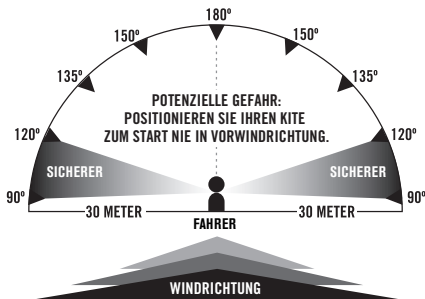 180º
150º 150º
135º 135º
POTENZIELLE GEFAHR:
POSITIONIEREN SIE IHREN KITE
ZUM START NIE IN VORWINDRICHTUNG.
120º 120º
SICHERER SICHERER
90º 90º
30 METER 30 METER
FAHRER
WINDRICHTUNG